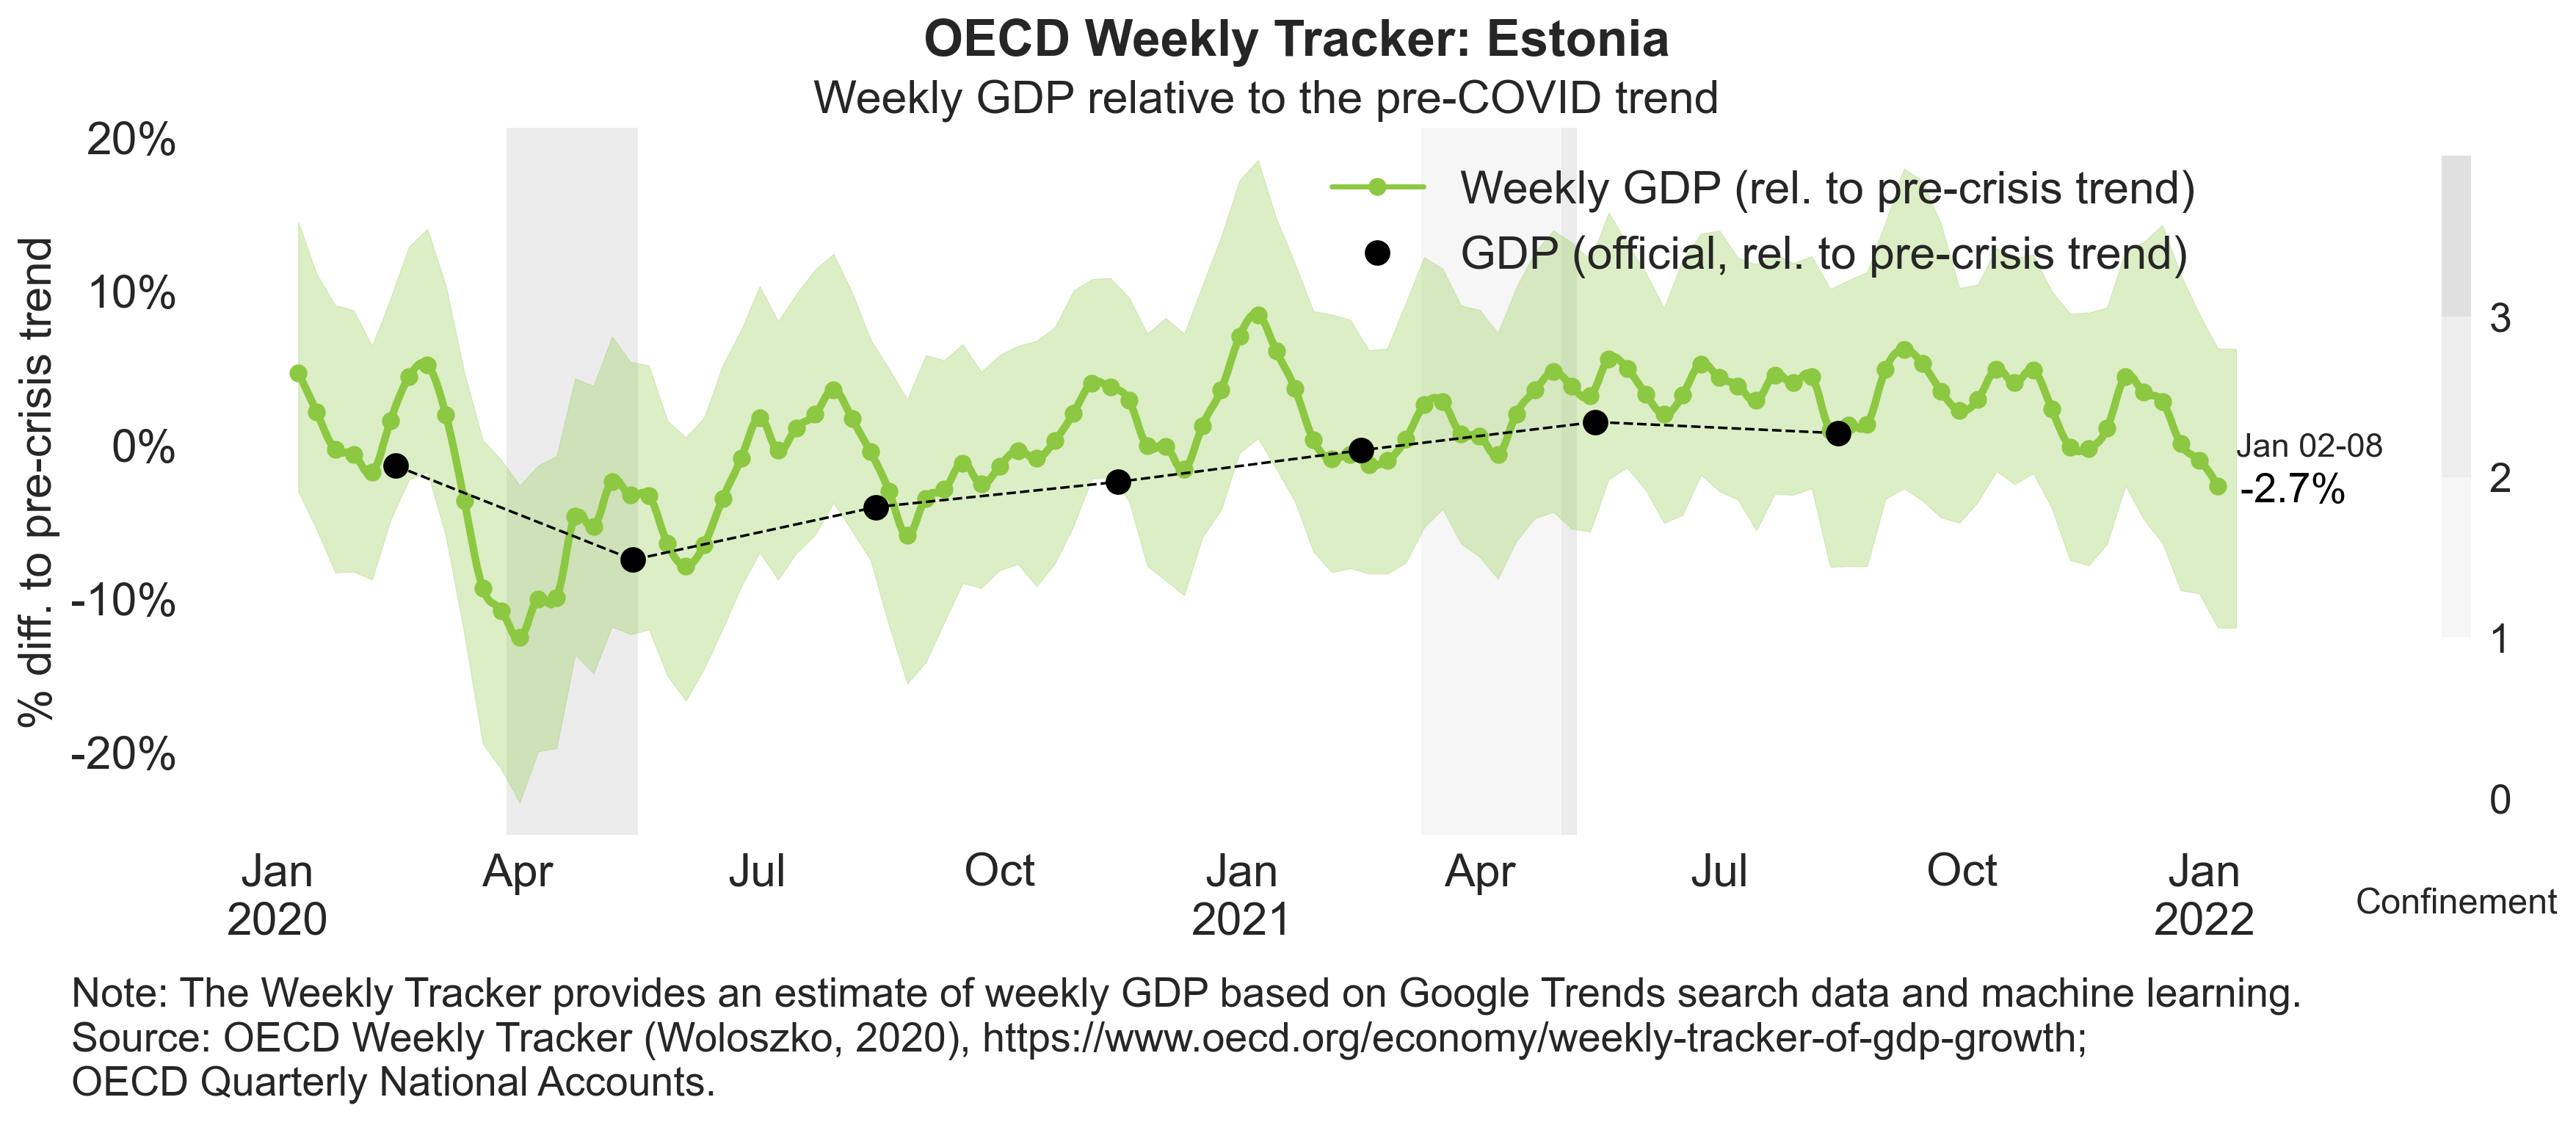 OECD Weekly Tracker: Estonia
Weekly GDP relative to the pre-COVID trend
% diff. to pre-crisis trend
20%
10%
0%
-10%
-20%
Weekly GDP (rel. to pre-crisis trend)
GDP (official, rel. to pre-crisis trend)
Jan 02-08
-2.7%
3
2
1
0
Confinement
Jan Apr Jul Oct Jan Apr Jul Oct Jan
2020 2021 2022
Note: The Weekly Tracker provides an estimate of weekly GDP based on Google Trends search data and machine learning.
Source: OECD Weekly Tracker (Woloszko, 2020), https://www.oecd.org/economy/weekly-tracker-of-gdp-growth;
OECD Quarterly National Accounts.